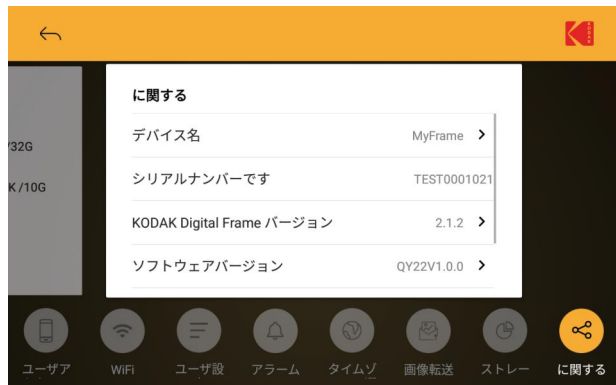 KODAK
/32G
K /10G
に関する
デバイス名 MyFrame
シリアルナンバーです TEST0001021
KODAK Digital Frame バージョン 2.1.2
ソフトウェアバージョン QY22V1.0.0
ユーザア
WiFi
ユーザ設
アラーム
タイムゾ
画像転送
ストレー
に関する